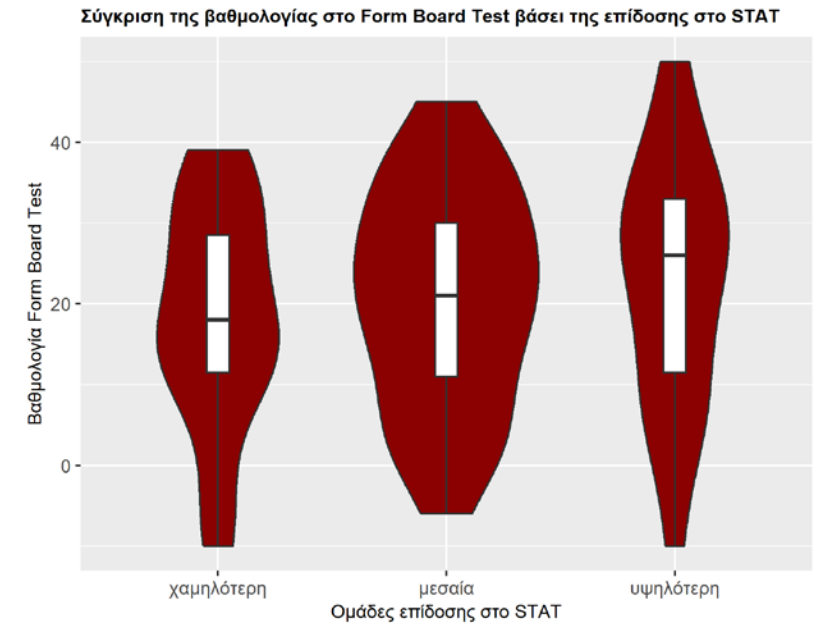 Σύγκριση της βαθμολογίας στο Form Board Test βάσει της επίδοσης στο STAT
Βαθμολογία Form Board Test
40
20
0
χαμηλότερη μεσαία υψηλότερη
Ομάδες επίδοσης στο STAT